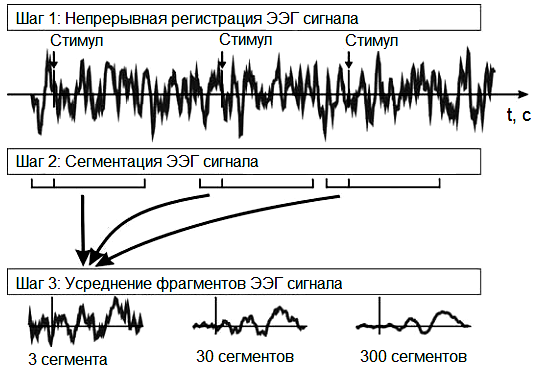 Шаг 1: Непрерывная регистрация ЭЭГ сигнала
Стимул Стимул Стимул
t, с
Шаг 2: Сегментация ЭЭГ сигнала
Шаг 3: Усреднение фрагментов ЭЭГ сигнала
3 сегмента 30 сегментов 300 сегментов